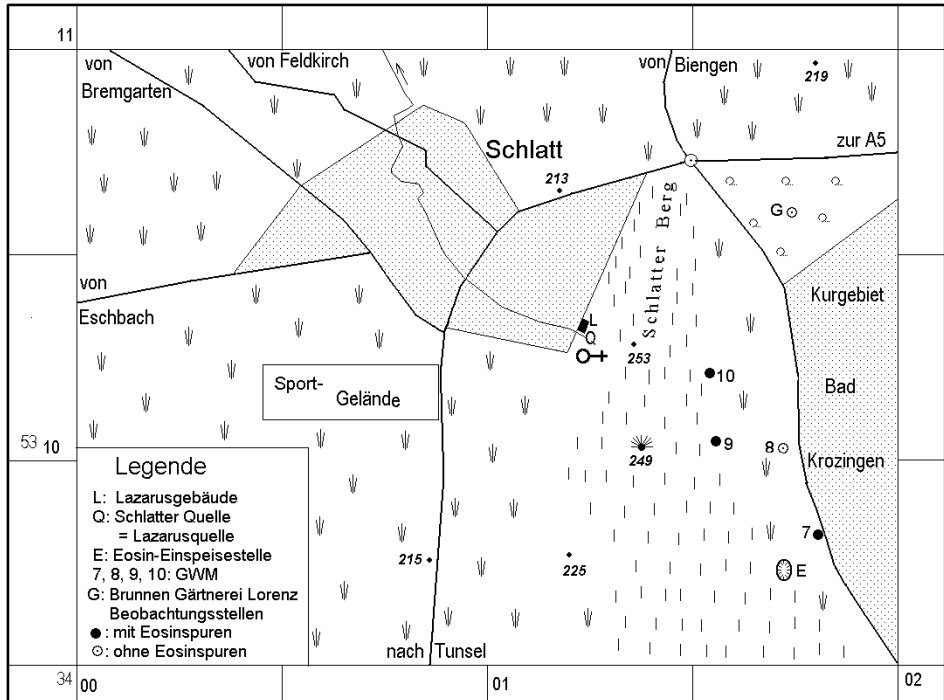 11
von
Bremgarten
von Feldkirch
von Biengen
219
zur A5
Schlatt
213
G
Schlatter Berg
von
Eschbach
Kurgebiet
Bad
Krozingen
L
Q
253
10
Sport-
Gelände
53 10
9
8
249
7
E
215
225
Legende
L: Lazarusgebäude
Q: Schlatter Quelle
= Lazarusquelle
E: Eosin-Einspeisestelle
7, 8, 9, 10: GWM
G: Brunnen Gärtnerei Lorenz
Beobachtungsstellen
: mit Eosinspuren
: ohne Eosinspuren
nach Tunsel
34 00
01
02